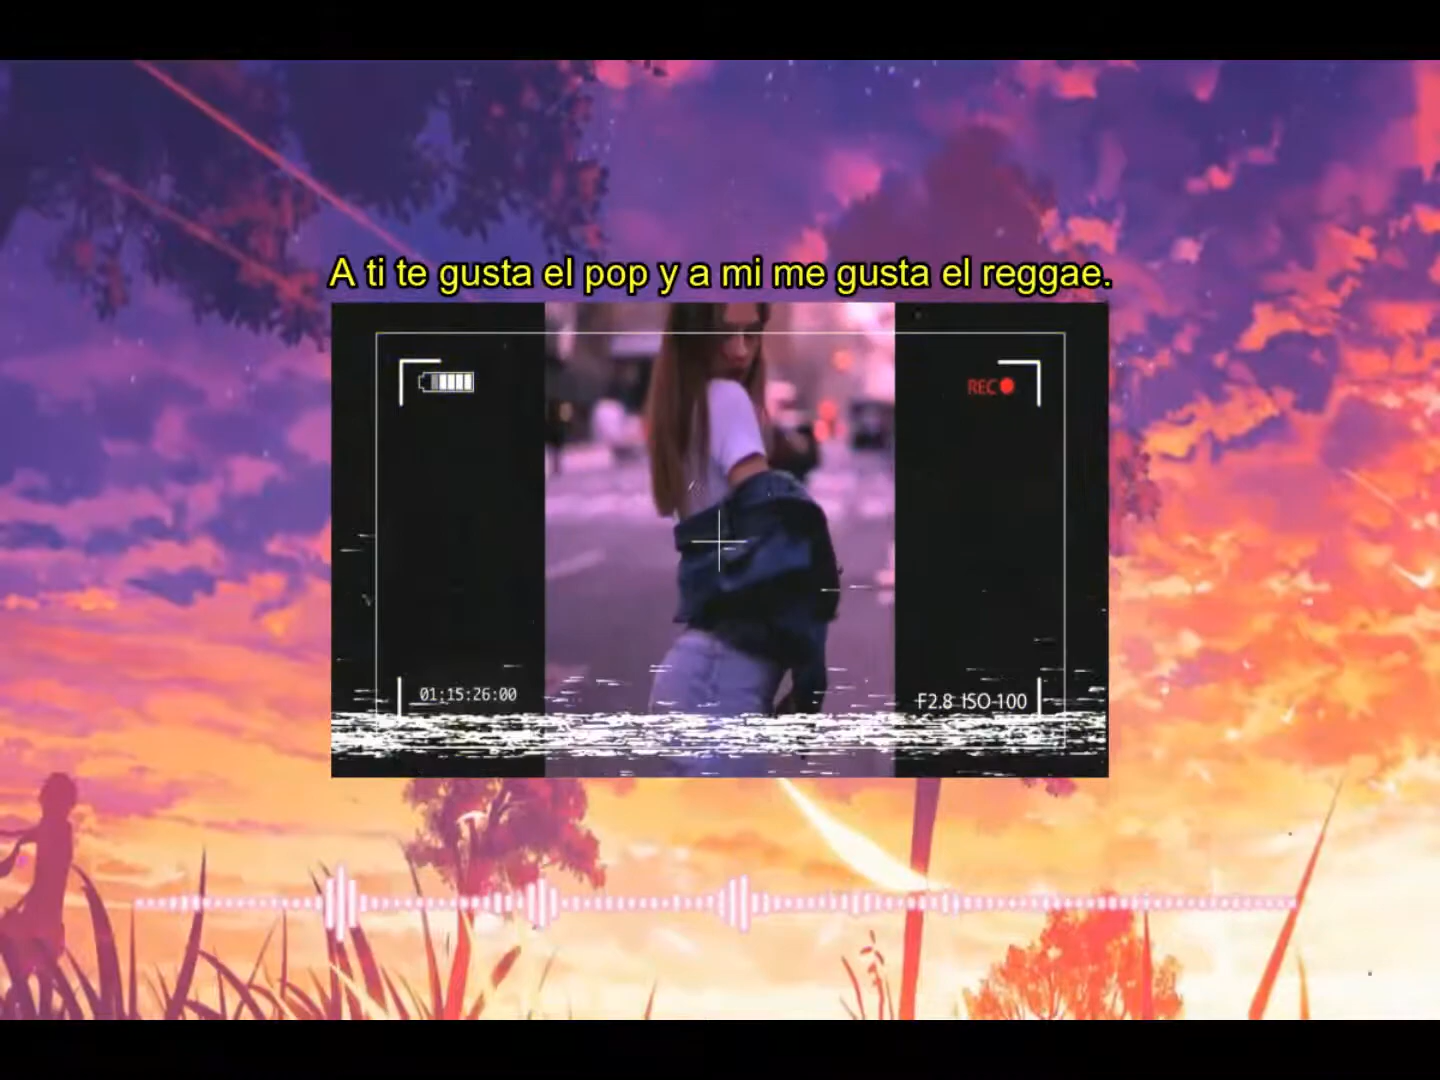 A ti te gusta el pop y a mi me gusta el reggae.
REC
01:15:26:00
F2.8 ISO-100